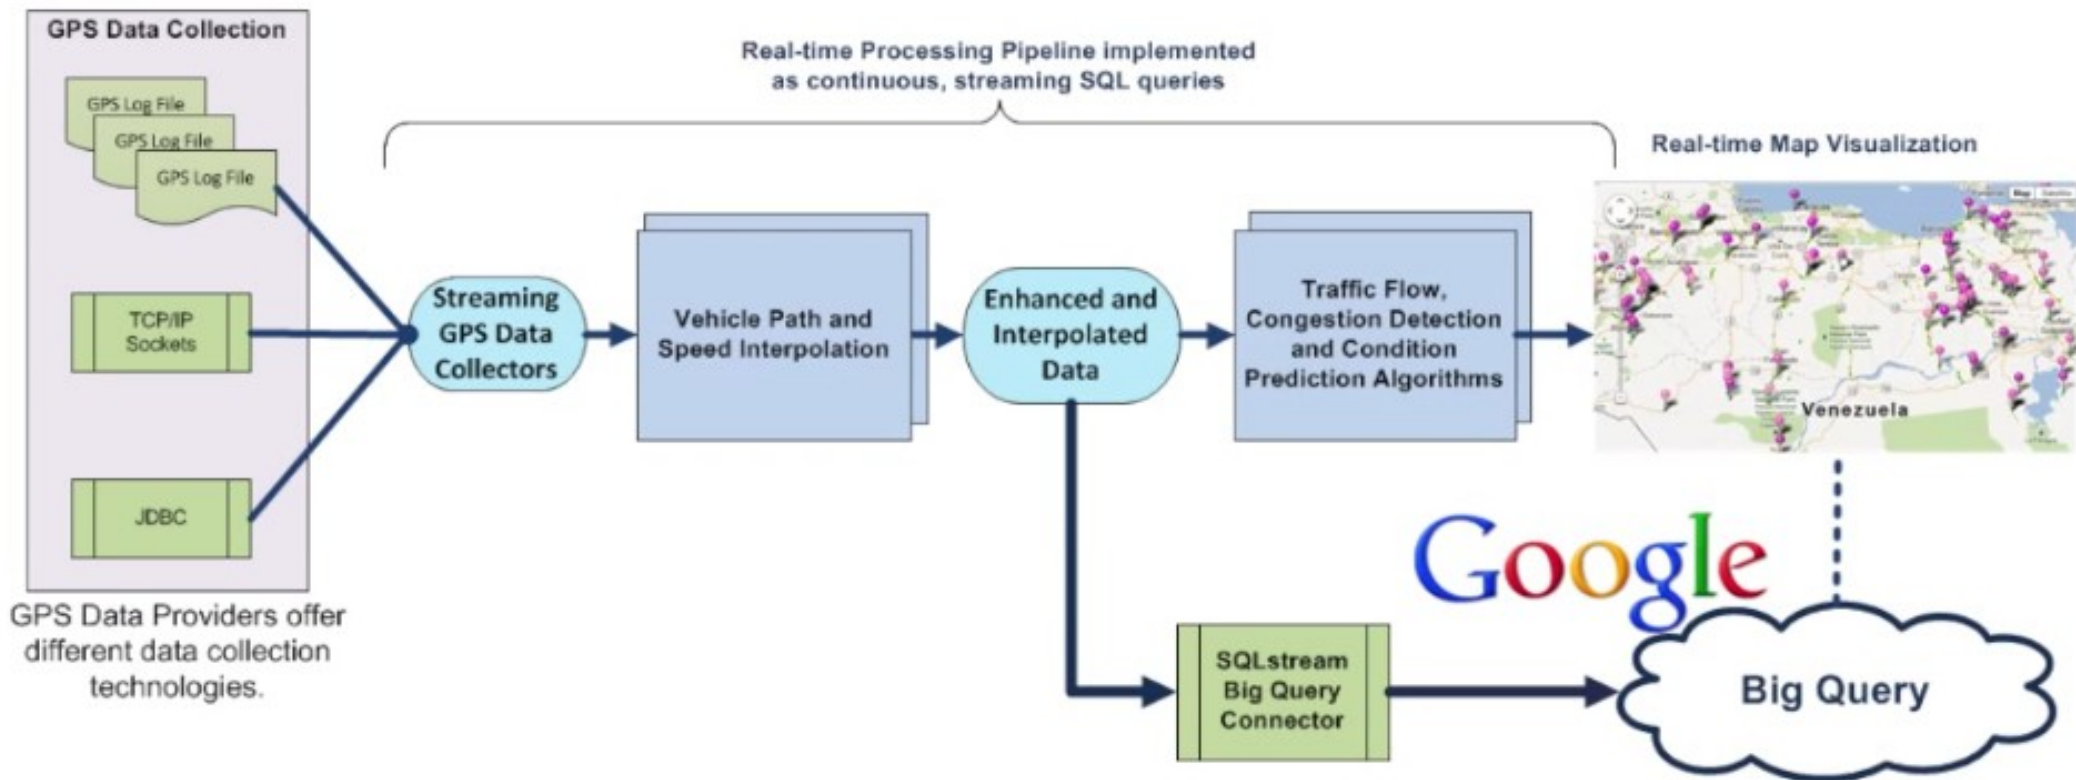 GPS Data Collection
GPS Log File
GPS Log File
GPS Log File
TCP/IP
Sockets
JDBC
GPS Data Providers offer
different data collection
technologies.
Real-time Processing Pipeline implemented
as continuous, streaming SQL queries
Streaming
GPS Data
Collectors
Vehicle Path and
Speed Interpolation
Enhanced and
Interpolated
Data
Traffic Flow,
Congestion Detection
and Condition
Prediction Algorithms
Real-time Map Visualization
Map
Venezuela
Google
SQLstream
Big Query
Connector
Big Query